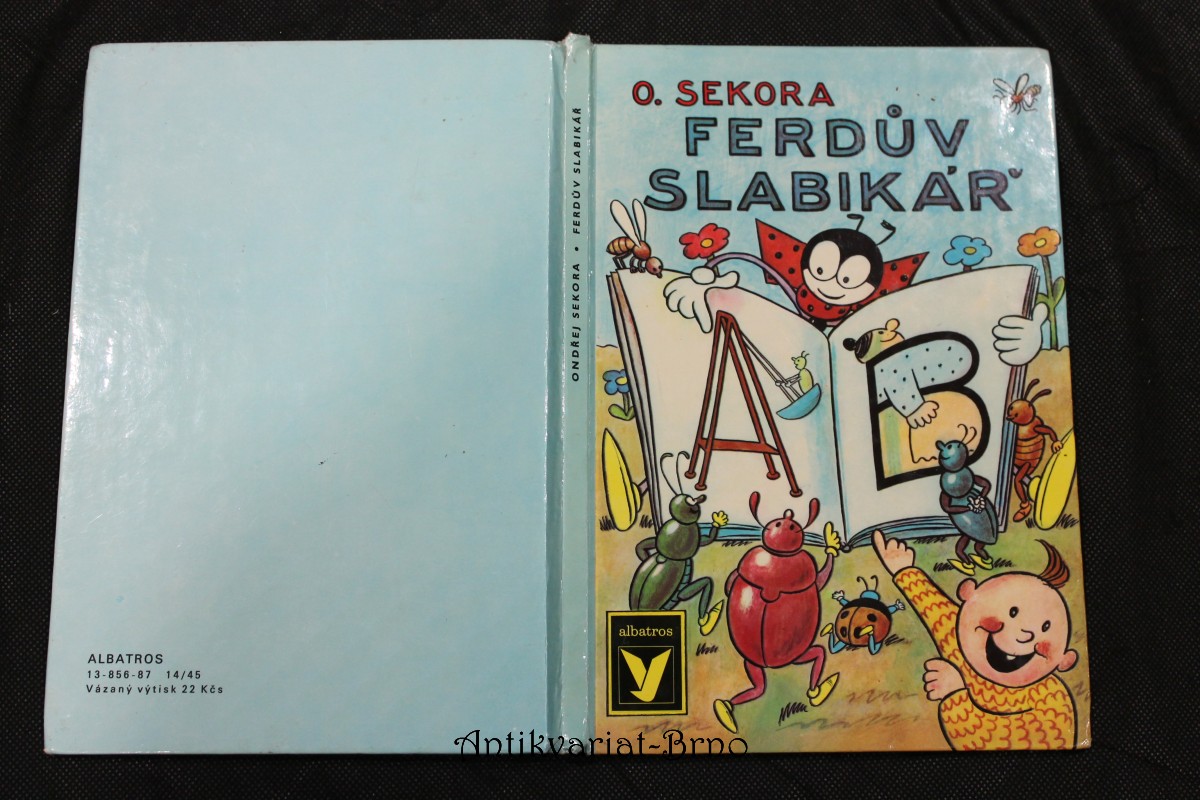 ALBATROS
13-856-87 14/45
Vázaný výtisk 22 Kčs
ONDŘEJ SEKORA • FERDŮV SLABIKÁŘ
O. SEKORA
FERDŮV
SLABIKÁŘ
A B
albatros
Antikvariat-Brno